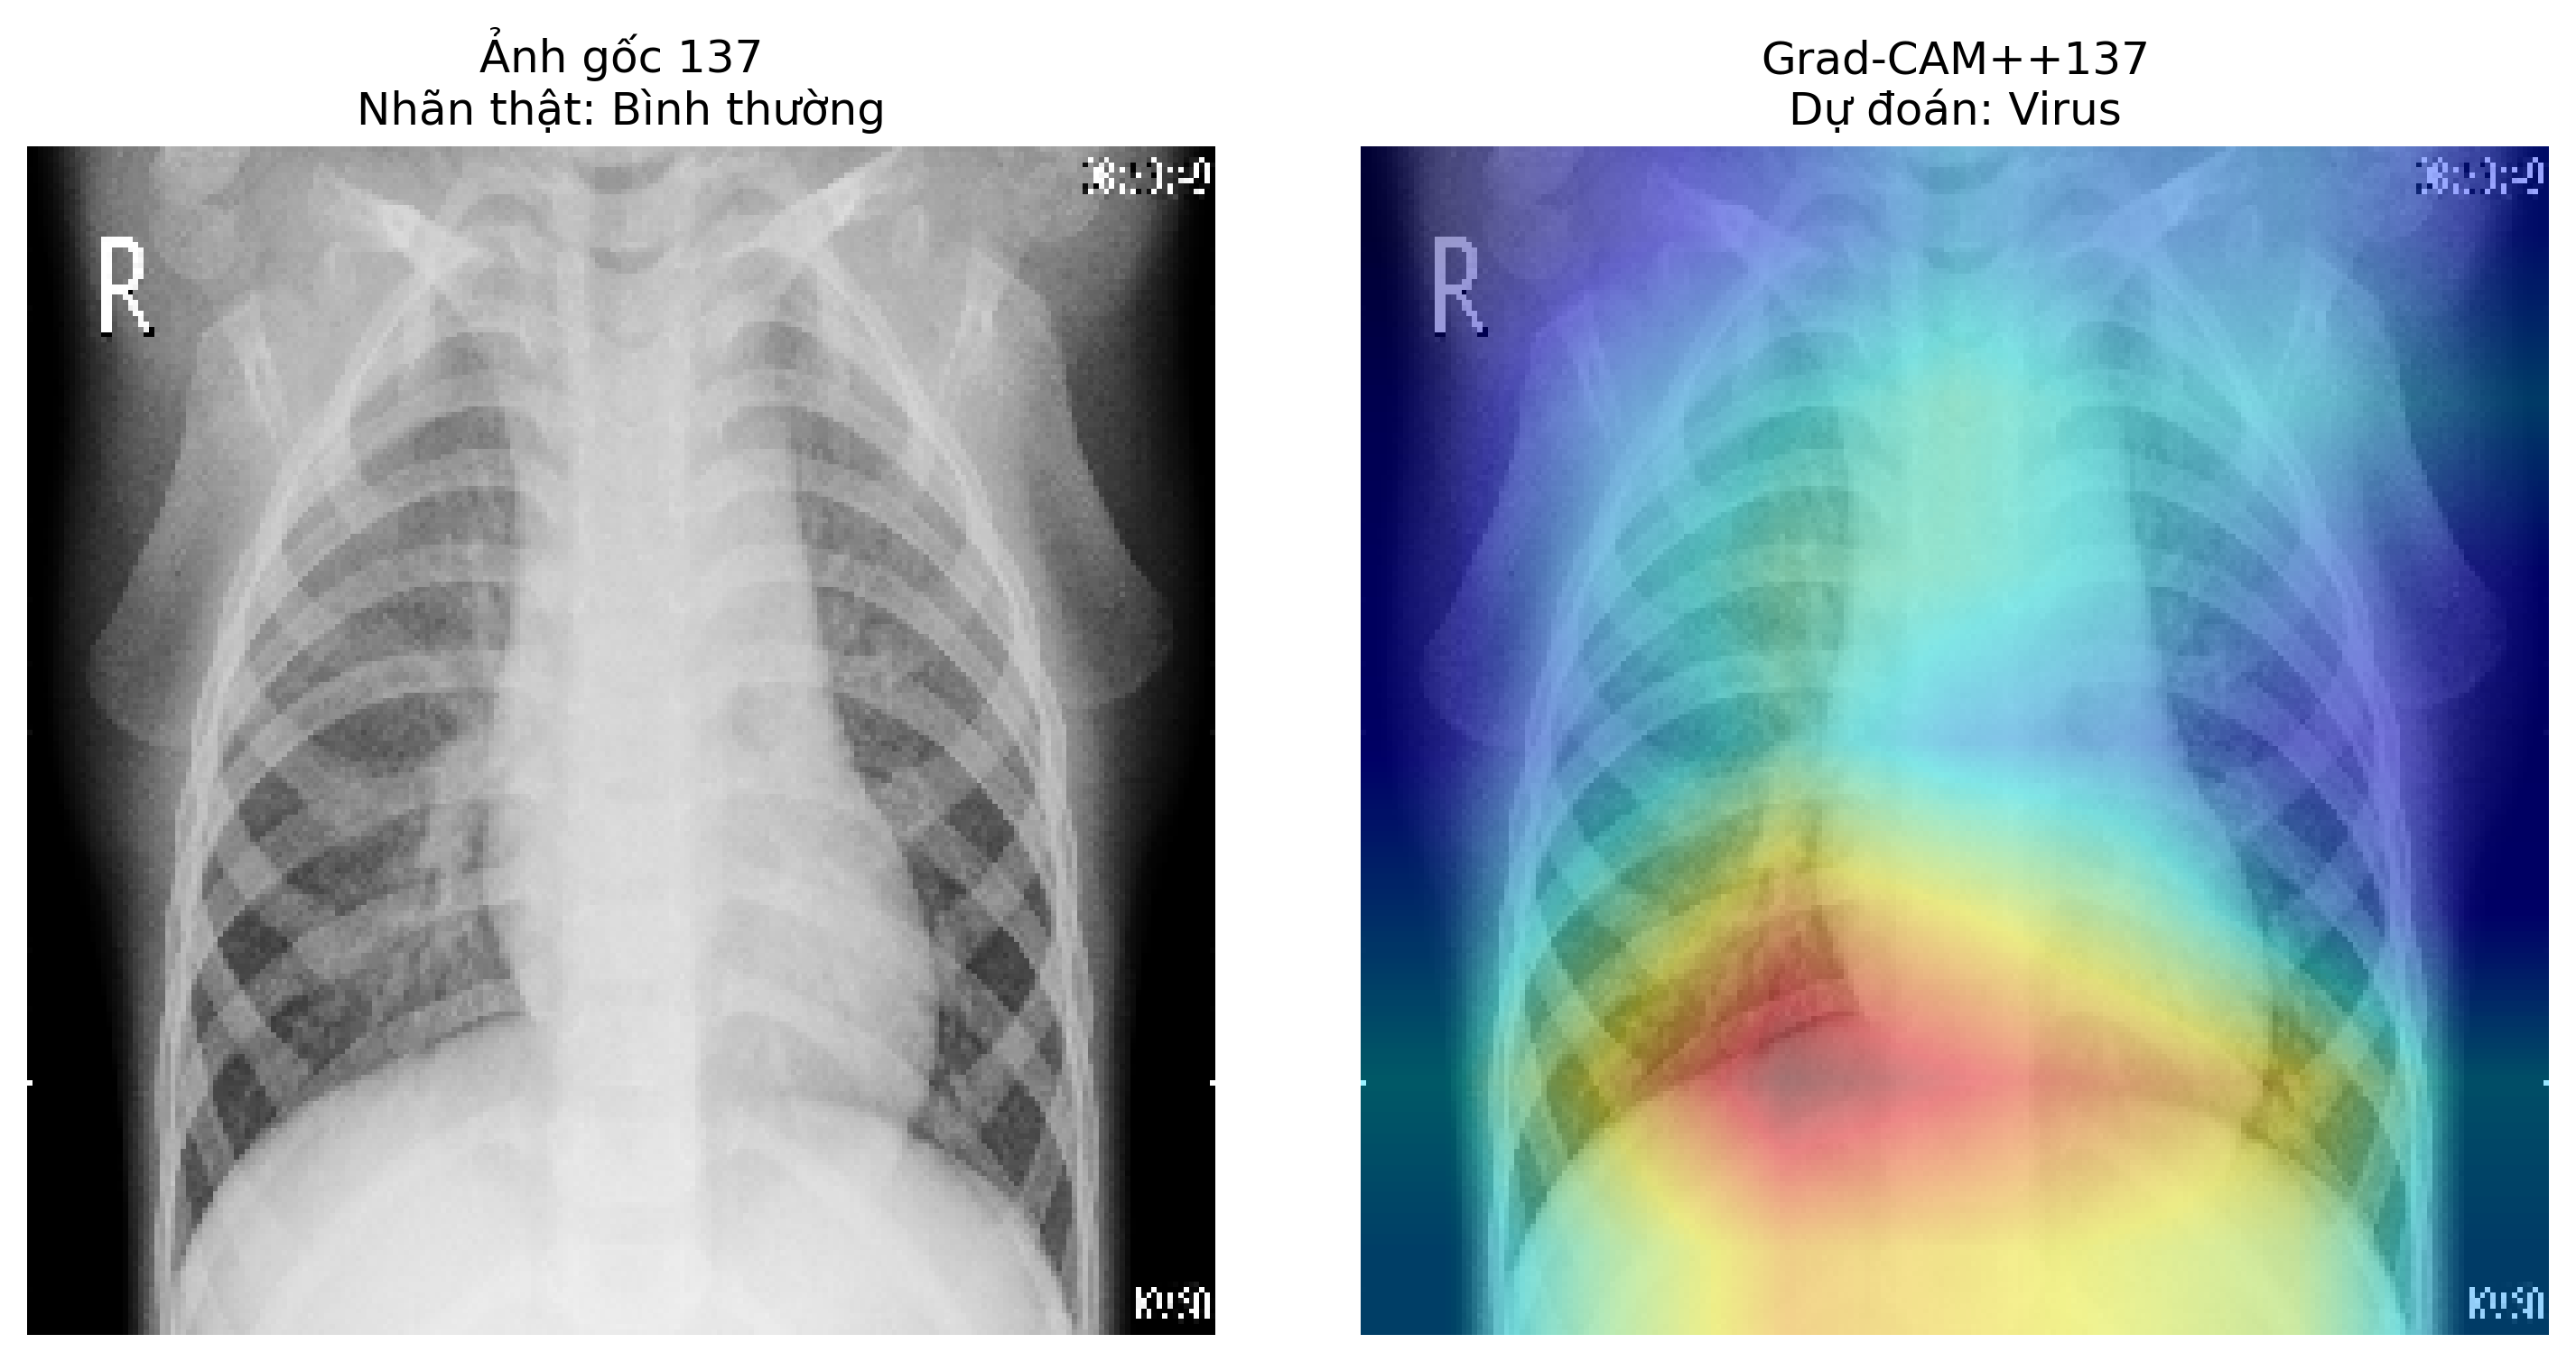 Ảnh gốc 137
Nhãn thật: Bình thường
Grad-CAM++137
Dự đoán: Virus
R
R